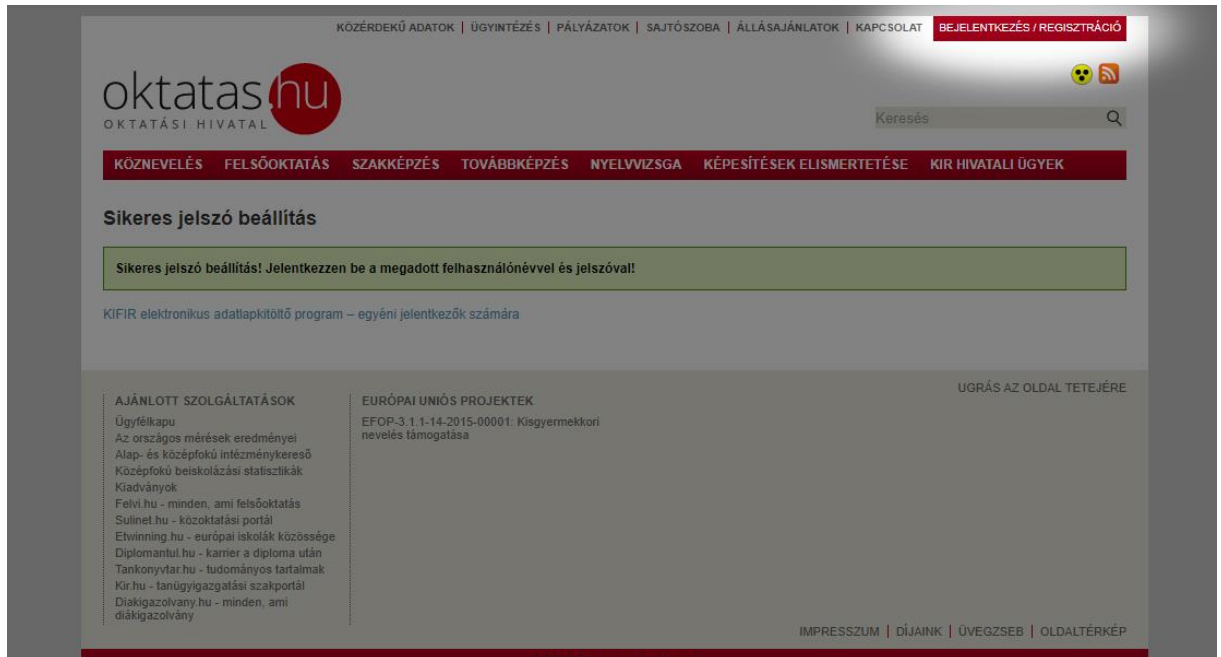 KÖZÉRDEKŰ ADATOK | ÜGYINTÉZÉS | PÁLYÁZATOK | SAJTÓSZOBA | ÁLLÁSAJÁNLATOK | KAPCSOLAT BEJELENTKEZÉS / REGISZTRÁCIÓ
oktatas.hu
OKTATÁSI HIVATAL
Keresés
KÖZNEVELÉS FELSŐOKTATÁS SZAKKÉPZÉS TOVÁBBKÉPZÉS NYELVVIZSGA KÉPESÍTÉSEK ELISMERTETÉSE KIR HIVATALI ÜGYEK
Sikeres jelszó beállítás
Sikeres jelszó beállítás! Jelentkezzen be a megadott felhasználónévvel és jelszóval!
KIFIR elektronikus adatlapkitöltő program – egyéni jelentkezők számára
UGRÁS AZ OLDAL TETEJÉRE
AJÁNLOTT SZOLGÁLTATÁSOK
Ügyfélkapu
Az országos mérések eredményei
Alap- és középfokú intézménykereső
Középfokú beiskolázási statisztikák
Kiadványok
Felvi.hu - minden, ami felsőoktatás
Sulinet.hu - közoktatási portál
Etwinning.hu - európai iskolák közössége
Diplomantul.hu - karrier a diploma után
Tankonyvtar.hu - tudományos tartalmak
Kir.hu - tanügyigazgatási szakportál
Diakigazolvany.hu - minden, ami
diákigazolvány
EURÓPAI UNIÓS PROJEKTEK
EFOP-3.1.1-14-2015-00001: Kisgyermekkori
nevelés támogatása
IMPRESSZUM | DÍJAINK | ÜVEGZSEB | OLDALTÉRKÉP